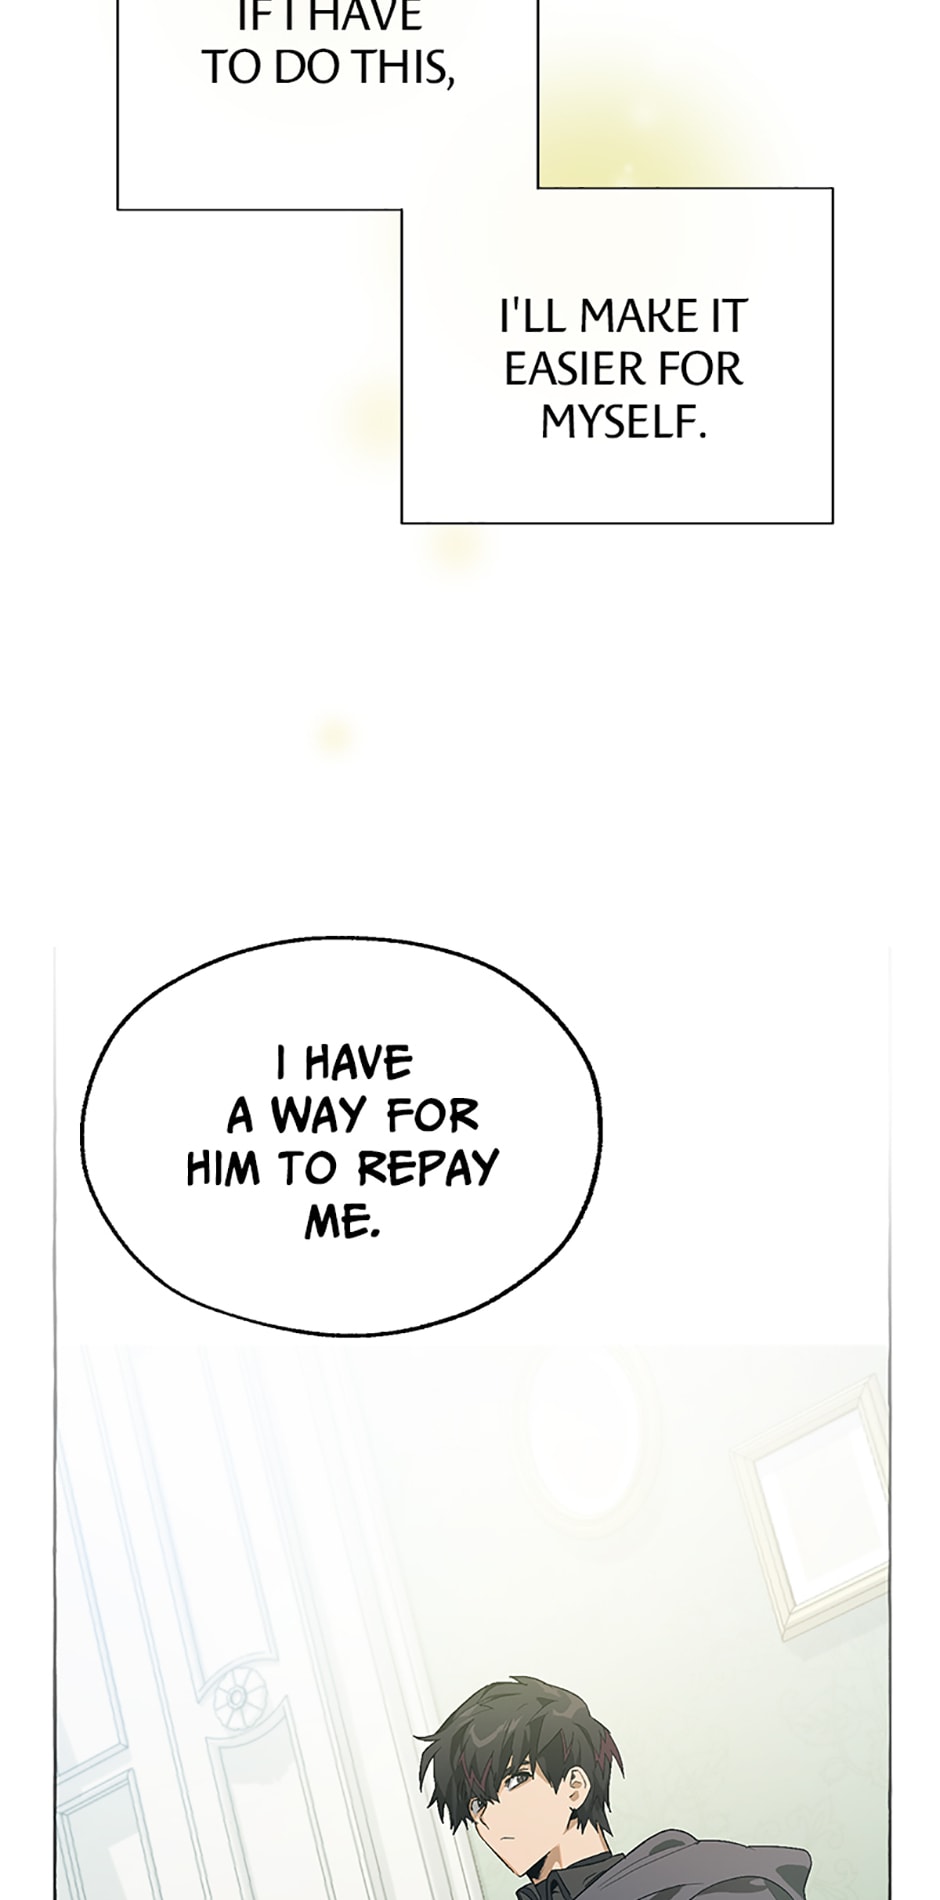 IF I HAVE
TO DO THIS,
I'LL MAKE IT
EASIER FOR
MYSELF.
I HAVE
A WAY FOR
HIM TO REPAY
ME.